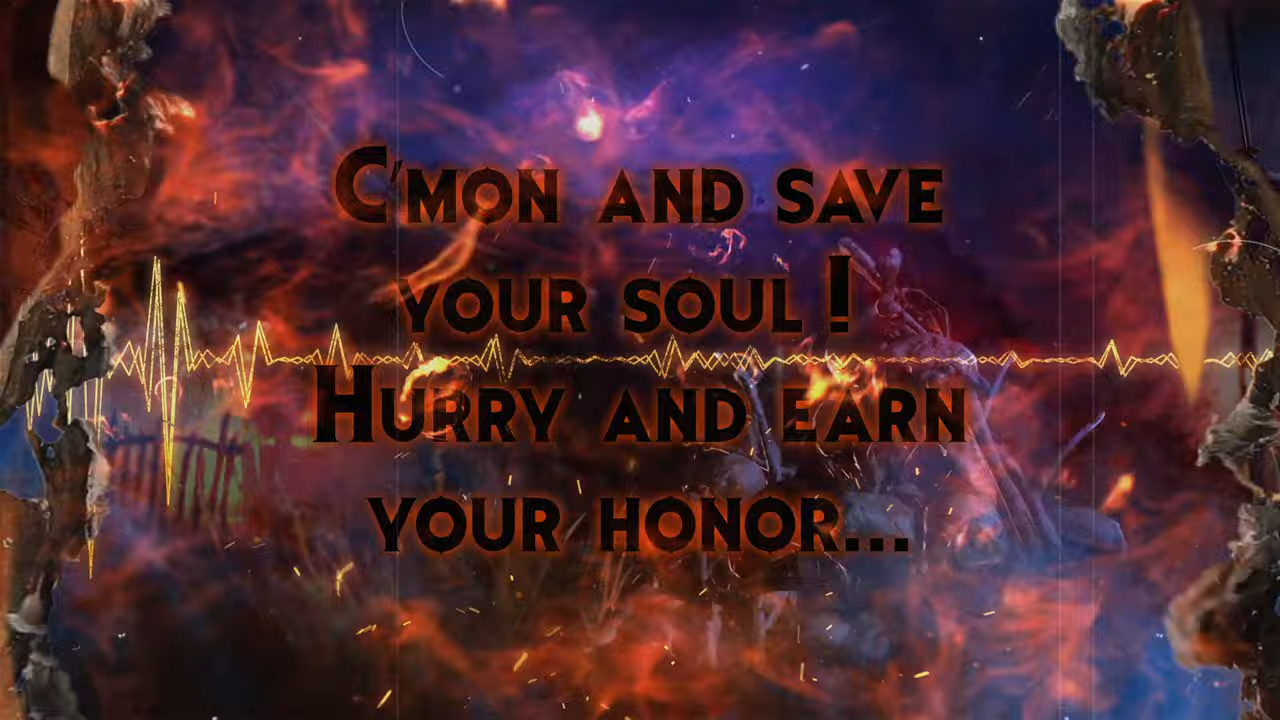 C'mon and save
your soul !
Hurry and earn
your honor...